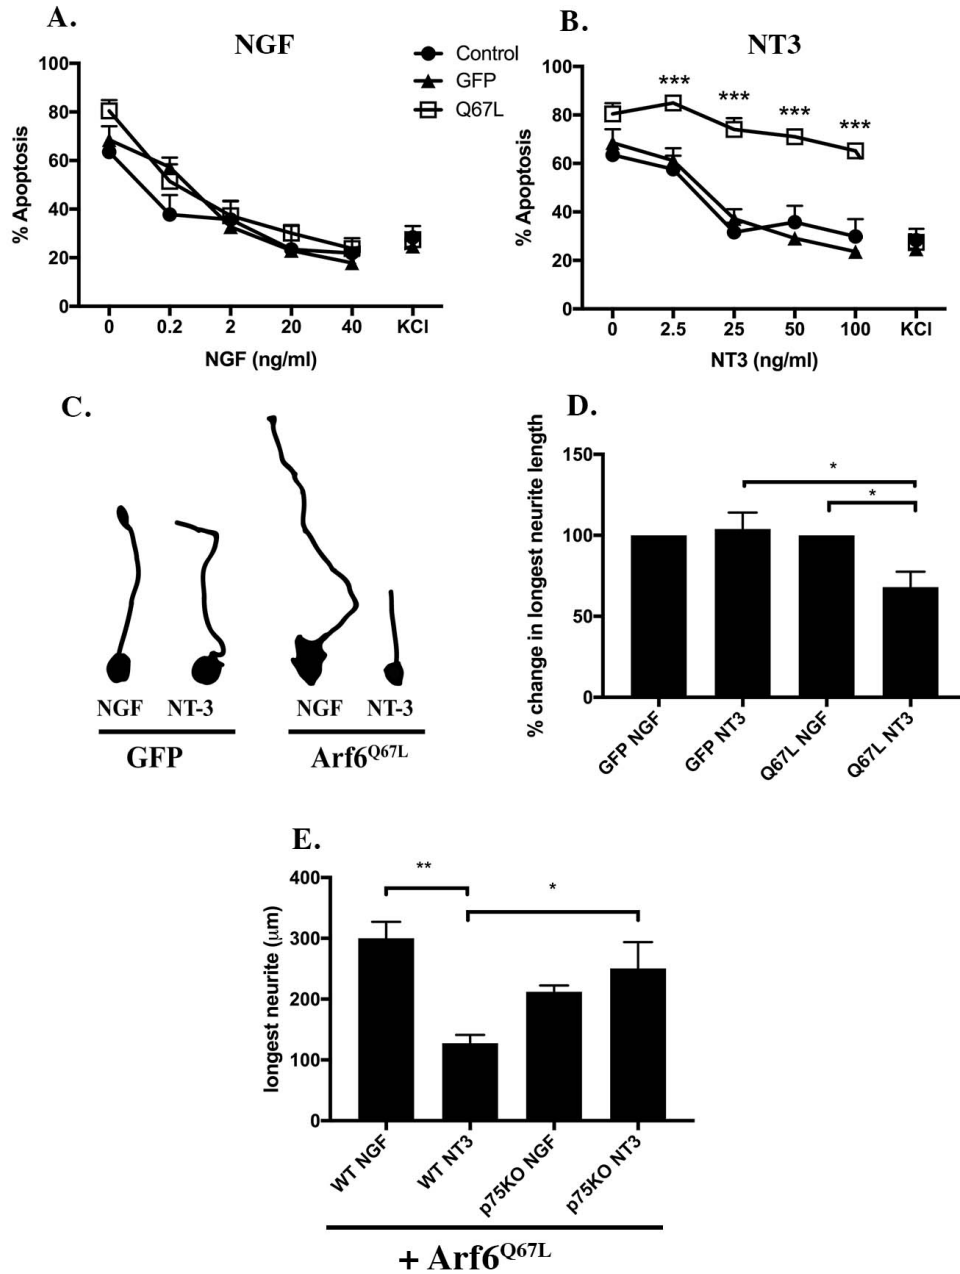 A.
NGF
Control
GFP
Q67L
% Apoptosis
100
80
60
40
20
0
0 0.2 2 20 40 KCl
NGF (ng/ml)
B.
NT3
% Apoptosis
100
80
60
40
20
0
*** *** *** ***
0 2.5 25 50 100 KCl
NT3 (ng/ml)
C.
NGF NT-3 NGF NT-3
GFP Arf6Q67L
D.
% change in longest neurite length
150
100
50
0
*
*
GFP NGF
GFP NT3
Q67L NGF
Q67L NT3
E.
longest neurite (μm)
400
300
200
100
0
**
*
WT NGF
WT NT3
p75KO NGF
p75KO NT3
+ Arf6Q67L